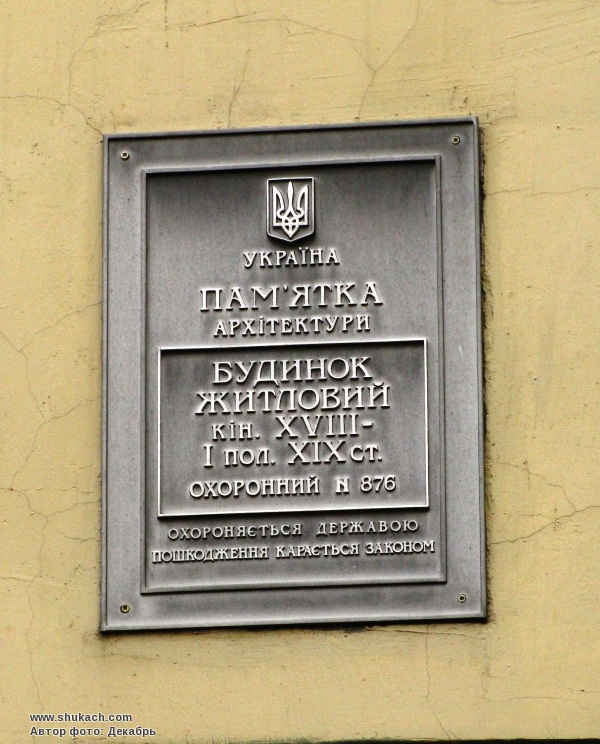 УКРАЇНА
ПАМ'ЯТКА
АРХІТЕКТУРИ
БУДИНОК
ЖИТЛОВИЙ
кін. XVIII-
I пол. XIX ст.
ОХОРОННИЙ N 876
ОХОРОНЯЄТЬСЯ ДЕРЖАВОЮ
ПОШКОДЖЕННЯ КАРАЄТЬСЯ ЗАКОНОМ
www.shukach.com
Автор фото: Декабрь